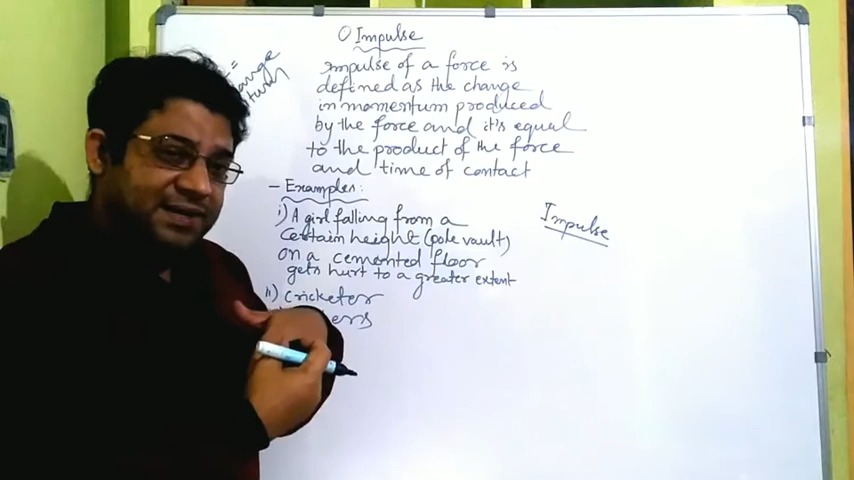 Impulse
Impulse of a force is
defined as the change
in momentum produced
by the force and it's equal
to the product of the force
and time of contact
- Examples:
i) A girl falling from a
certain height (pole vault)
on a cemented floor
gets hurt to a greater extent
ii) Cricketer
Impulse
=